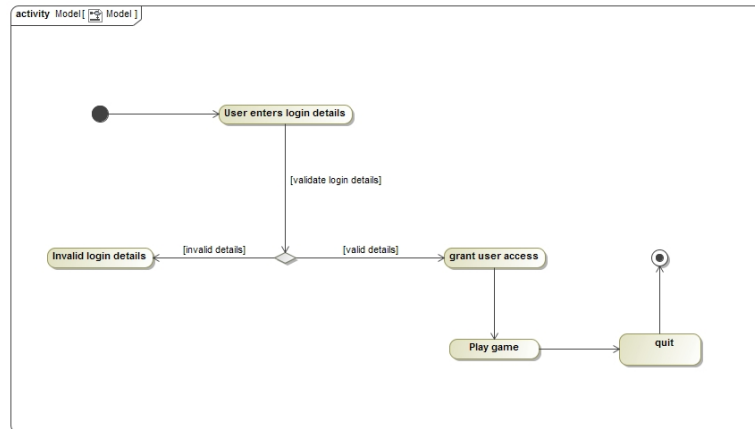 activity Model[ Model ]
User enters login details
[validate login details]
Invalid login details
[invalid details]
[valid details]
grant user access
Play game
quit